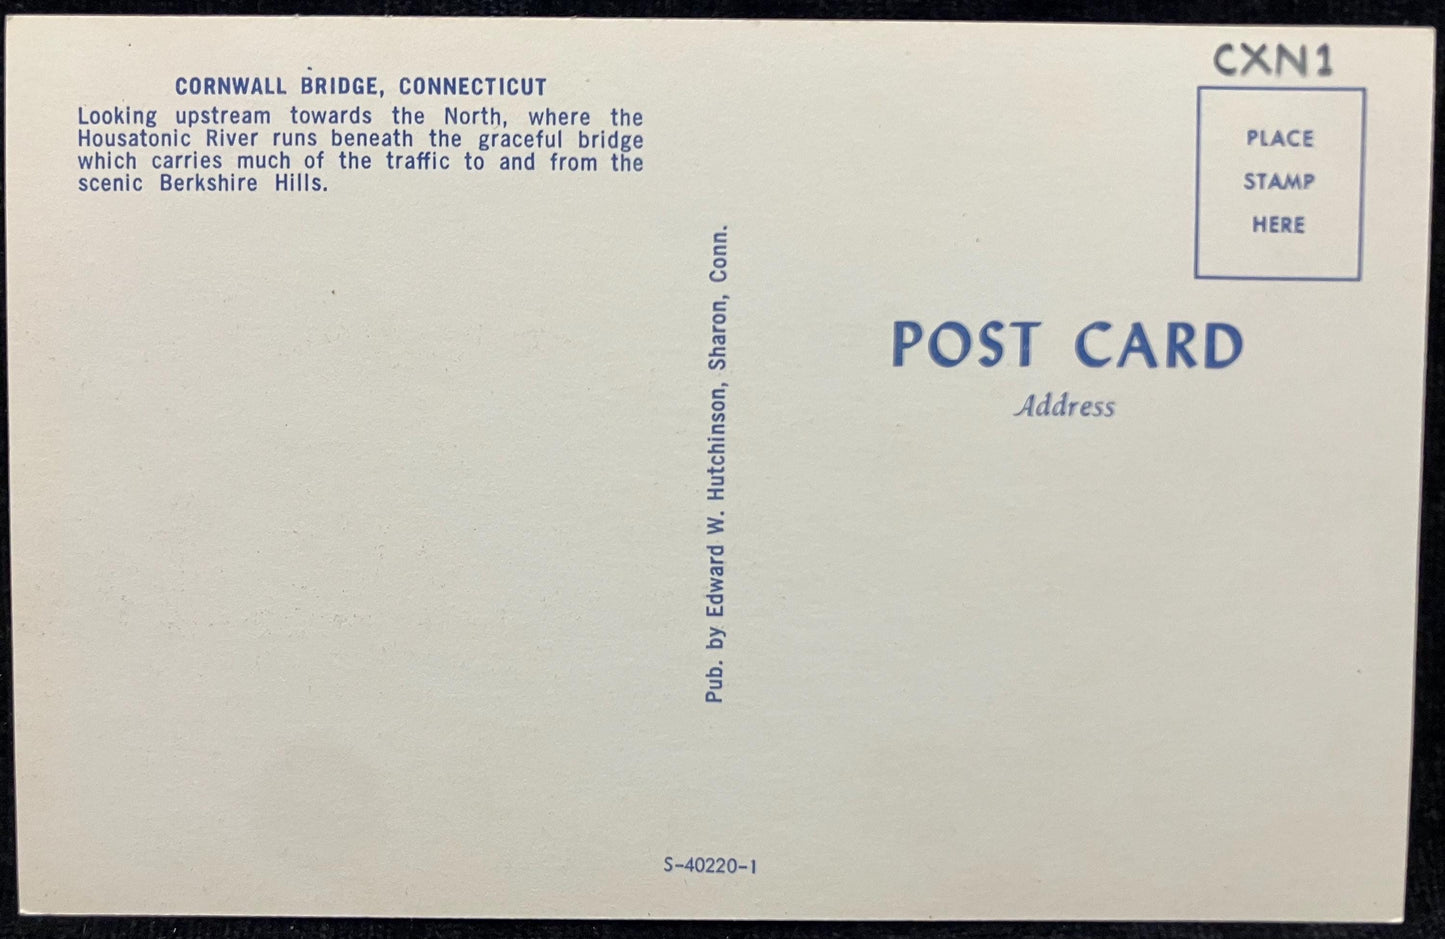 CORNWALL BRIDGE, CONNECTICUT
Looking upstream towards the North, where the
Housatonic River runs beneath the graceful bridge
which carries much of the traffic to and from the
scenic Berkshire Hills.
Pub. by Edward W. Hutchinson, Sharon, Conn.
S-40220-1
CXN1
PLACE
STAMP
HERE
POST CARD
Address